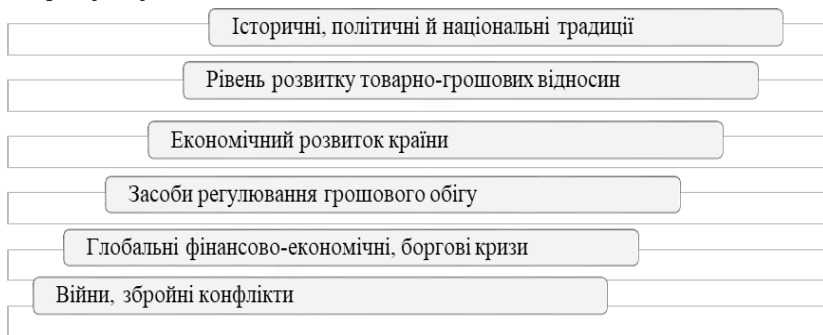 Історичні, політичні й національні традиції
Рівень розвитку товарно-грошових відносин
Економічний розвиток країни
Засоби регулювання грошового обігу
Глобальні фінансово-економічні, боргові кризи
Війни, збройні конфлікти